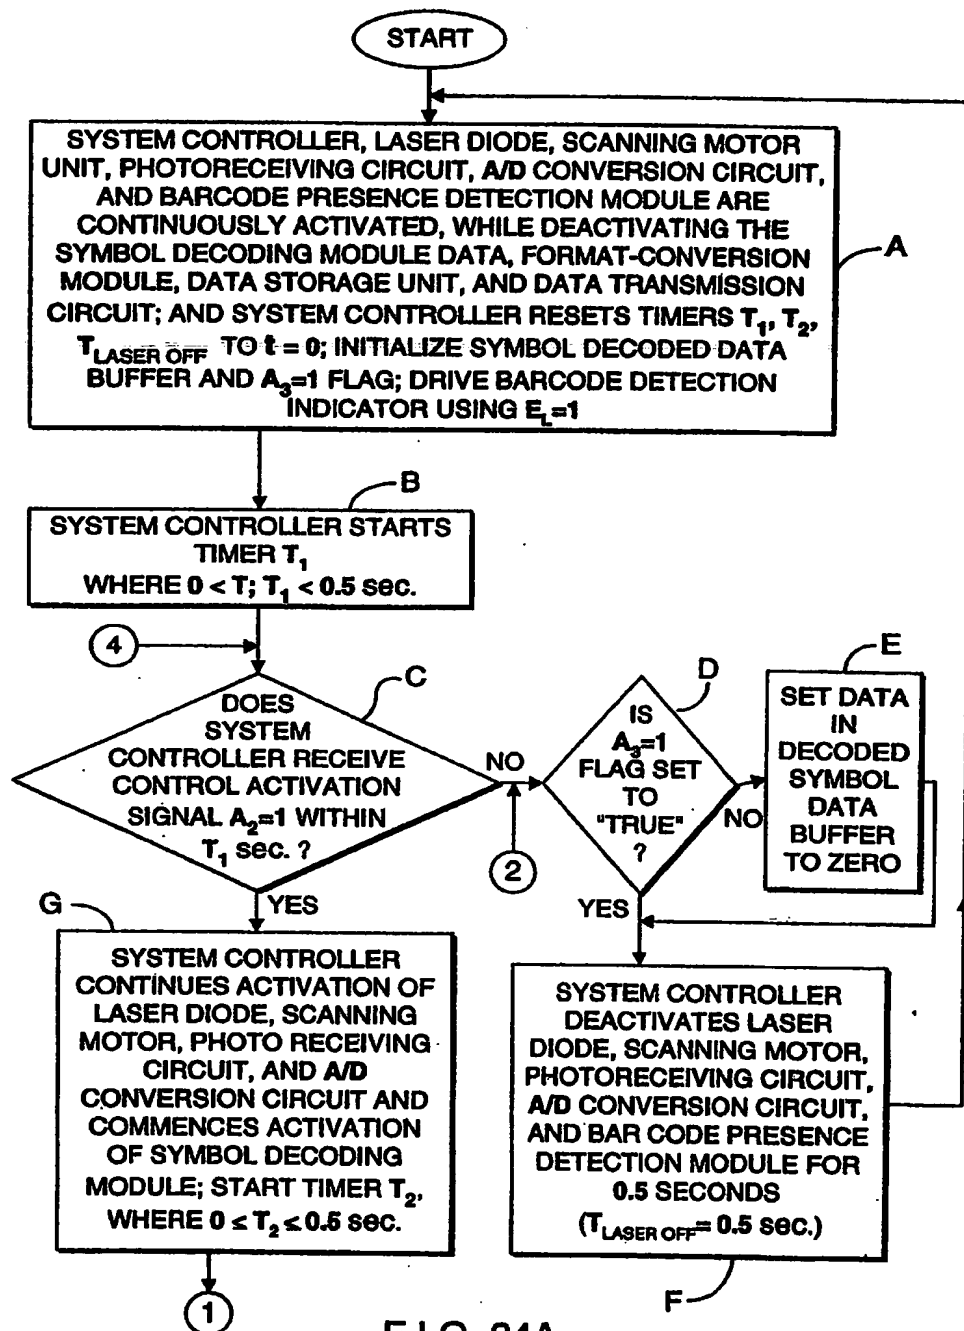 START
SYSTEM CONTROLLER, LASER DIODE, SCANNING MOTOR
UNIT, PHOTORECEIVING CIRCUIT, A/D CONVERSION CIRCUIT,
AND BARCODE PRESENCE DETECTION MODULE ARE
CONTINUOUSLY ACTIVATED, WHILE DEACTIVATING THE
SYMBOL DECODING MODULE DATA, FORMAT-CONVERSION
MODULE, DATA STORAGE UNIT, AND DATA TRANSMISSION
CIRCUIT; AND SYSTEM CONTROLLER RESETS TIMERS T1, T2,
TLASER OFF TO t = 0; INITIALIZE SYMBOL DECODED DATA
BUFFER AND A3=1 FLAG; DRIVE BARCODE DETECTION
INDICATOR USING EL=1
A
B
SYSTEM CONTROLLER STARTS
TIMER T1
WHERE 0 < T; T1 < 0.5 sec.
4
C
DOES
SYSTEM
CONTROLLER RECEIVE
CONTROL ACTIVATION
SIGNAL A2=1 WITHIN
T1 sec. ?
NO
2
D
IS
A3=1
FLAG SET
TO
"TRUE"
?
NO
E
SET DATA
IN
DECODED
SYMBOL
DATA
BUFFER
TO ZERO
YES
YES
G
SYSTEM CONTROLLER
CONTINUES ACTIVATION OF
LASER DIODE, SCANNING
MOTOR, PHOTO RECEIVING
CIRCUIT, AND A/D
CONVERSION CIRCUIT AND
COMMENCES ACTIVATION
OF SYMBOL DECODING
MODULE; START TIMER T2,
WHERE 0 ≤ T2 ≤ 0.5 sec.
1
SYSTEM CONTROLLER
DEACTIVATES LASER
DIODE, SCANNING MOTOR,
PHOTORECEIVING CIRCUIT,
A/D CONVERSION CIRCUIT,
AND BAR CODE PRESENCE
DETECTION MODULE FOR
0.5 SECONDS
(TLASER OFF= 0.5 sec.)
F
FIG. 24A